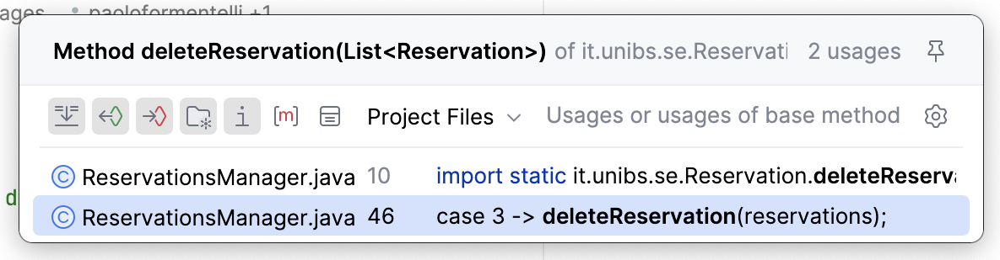 ages paoloformentelli +1
Method deleteReservation(List<Reservation>) of it.unibs.se.Reservati 2 usages
[m] Project Files Usages or usages of base method
C ReservationsManager.java 10 import static it.unibs.se.Reservation.deleteReserv
d
C ReservationsManager.java 46 case 3 -> deleteReservation(reservations);